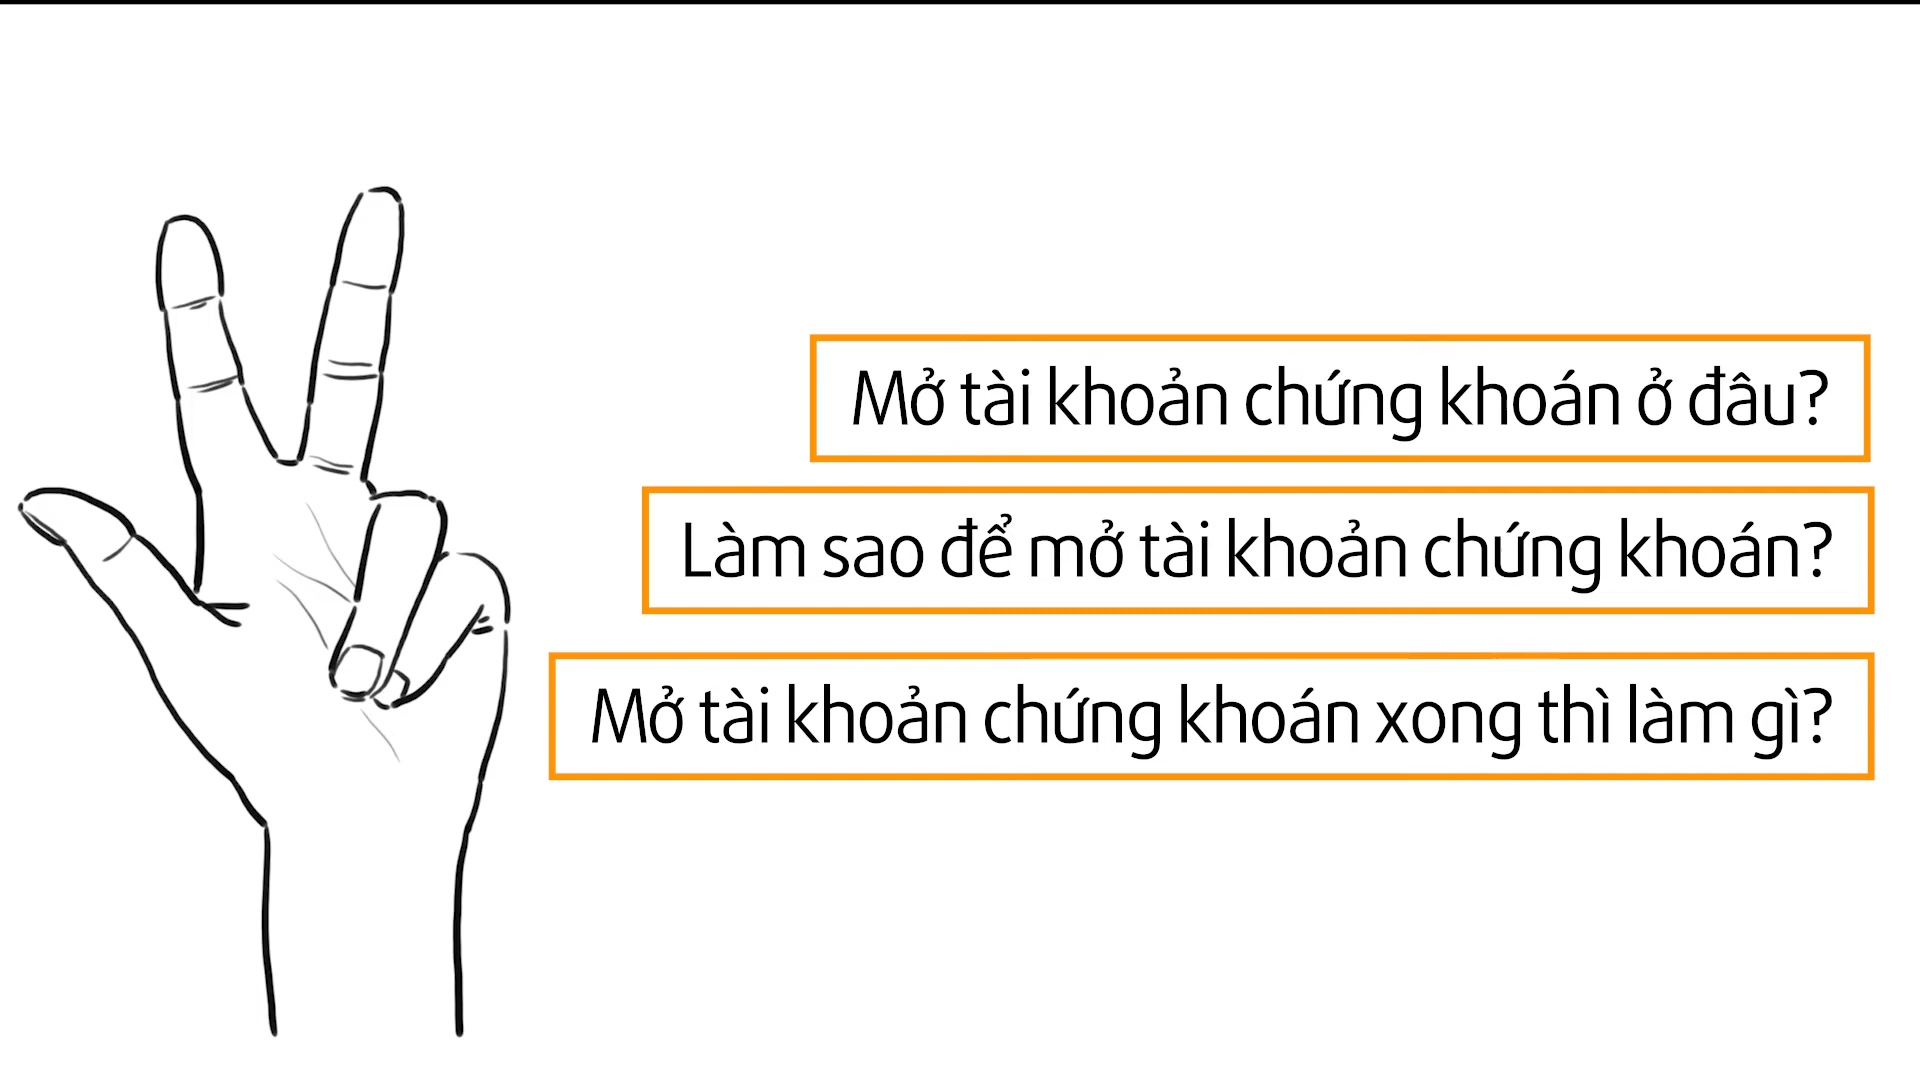 Mở tài khoản chứng khoán ở đâu?
Làm sao để mở tài khoản chứng khoán?
Mở tài khoản chứng khoán xong thì làm gì?